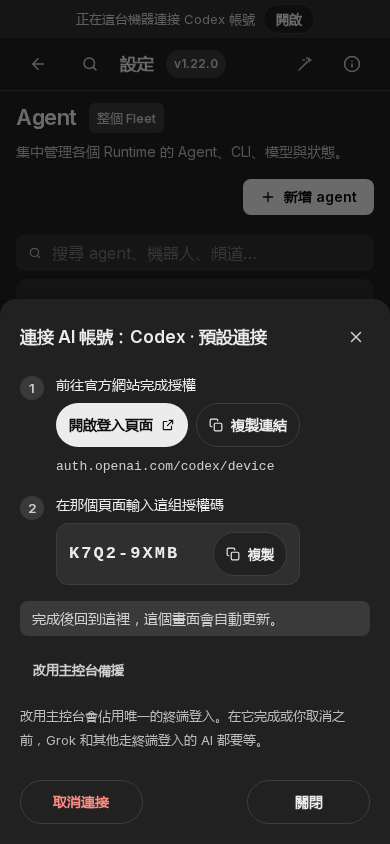 正在這台機器連接 Codex 帳號 開啟
設定 v1.22.0
Agent 整個 Fleet
集中管理各個 Runtime 的 Agent、CLI、模型與狀態。
新增 agent
搜尋 agent、機器人、頻道...
連接 AI 帳號：Codex · 預設連接
1 前往官方網站完成授權
開啟登入頁面 複製連結
auth.openai.com/codex/device
2 在那個頁面輸入這組授權碼
K7Q2-9XMB 複製
完成後回到這裡，這個畫面會自動更新。
改用主控台備援
改用主控台會佔用唯一的終端登入。在它完成或你取消之
前，Grok 和其他走終端登入的 AI 都要等。
取消連接 關閉